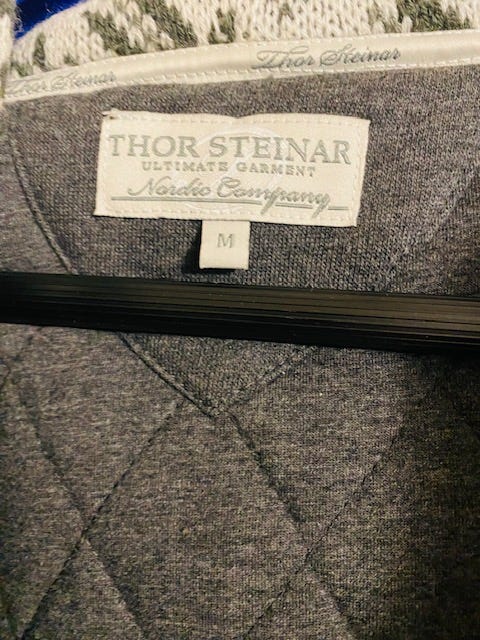 Thor Steinar
Thor Steinar
THOR STEINAR
ULTIMATE GARMENT
Nordic Company
M